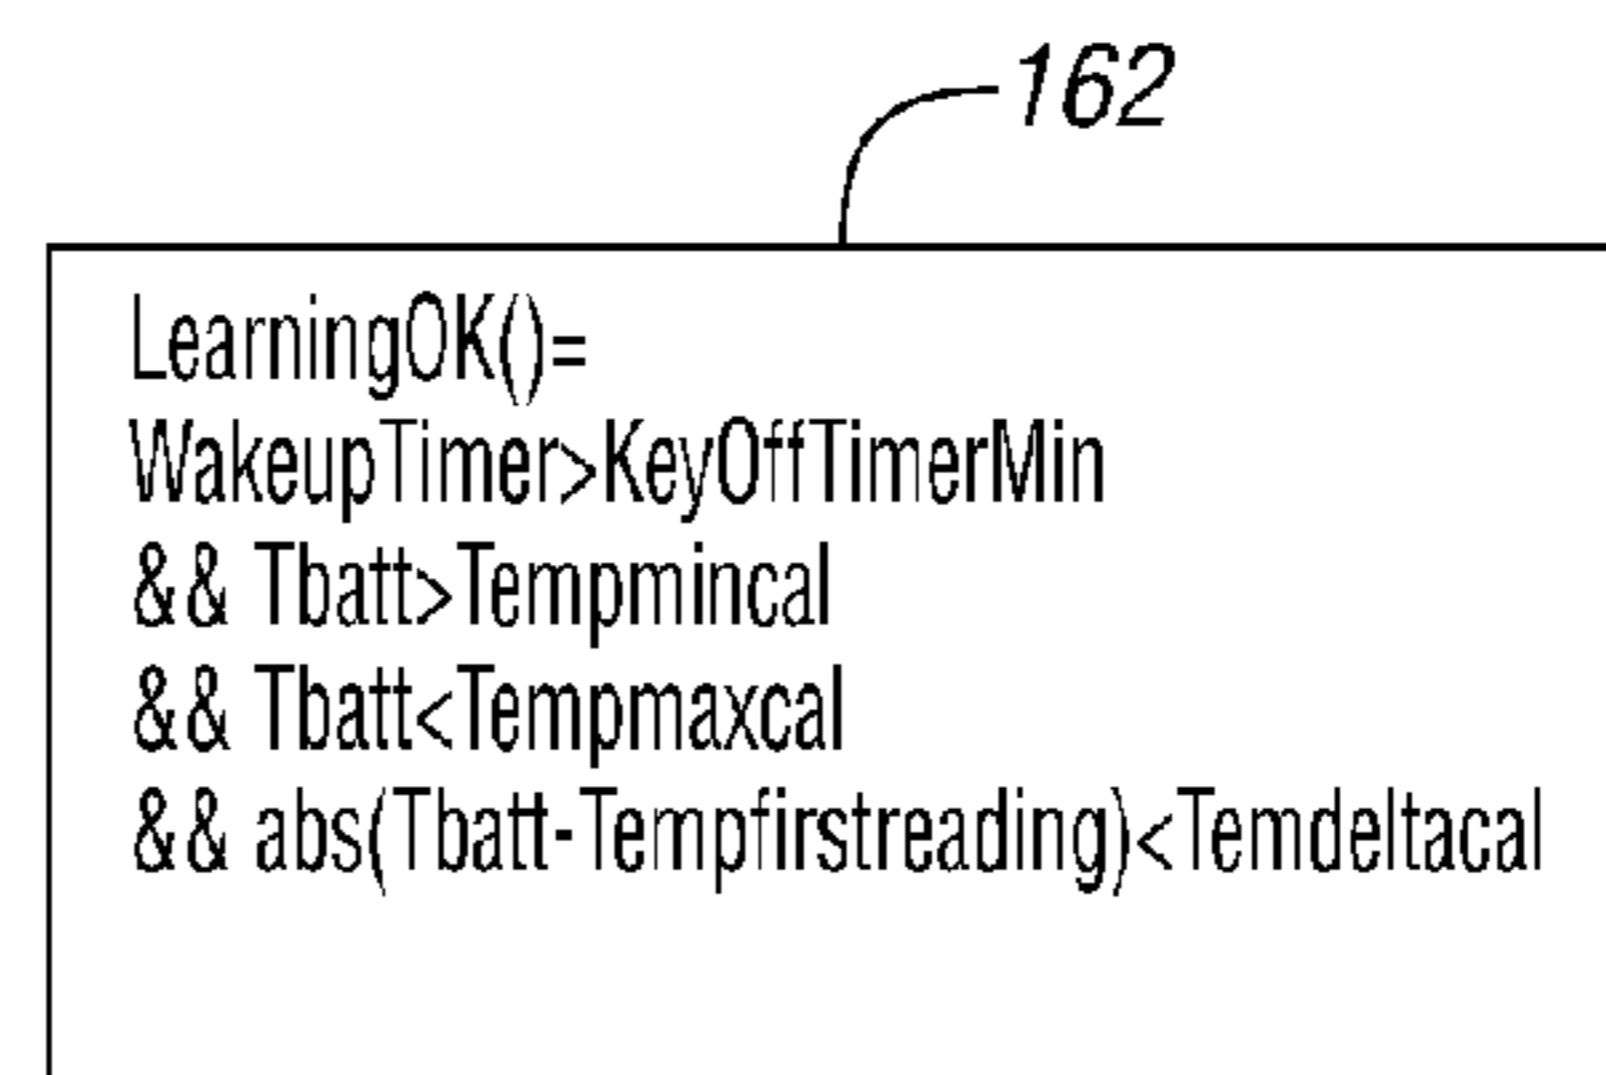 162
LearningOK()=
WakeupTimer>KeyOffTimerMin
&& Tbatt>Tempmincal
&& Tbatt<Tempmaxcal
&& abs(Tbatt-Tempfirstreading)<Temdeltacal